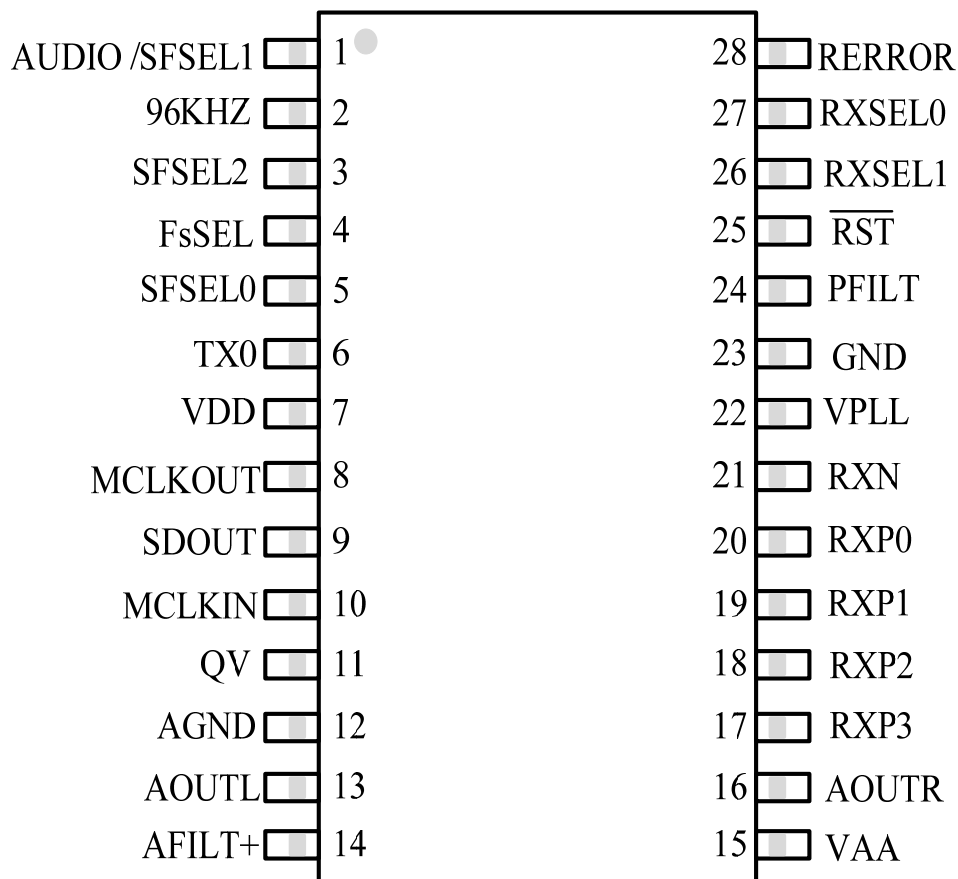 AUDIO /SFSEL1 1 28 RERROR
96KHZ 2 27 RXSEL0
SFSEL2 3 26 RXSEL1
FsSEL 4 25 R̅S̅T̅
SFSEL0 5 24 PFILT
TX0 6 23 GND
VDD 7 22 VPLL
MCLKOUT 8 21 RXN
SDOUT 9 20 RXP0
MCLKIN 10 19 RXP1
QV 11 18 RXP2
AGND 12 17 RXP3
AOUTL 13 16 AOUTR
AFILT+ 14 15 VAA